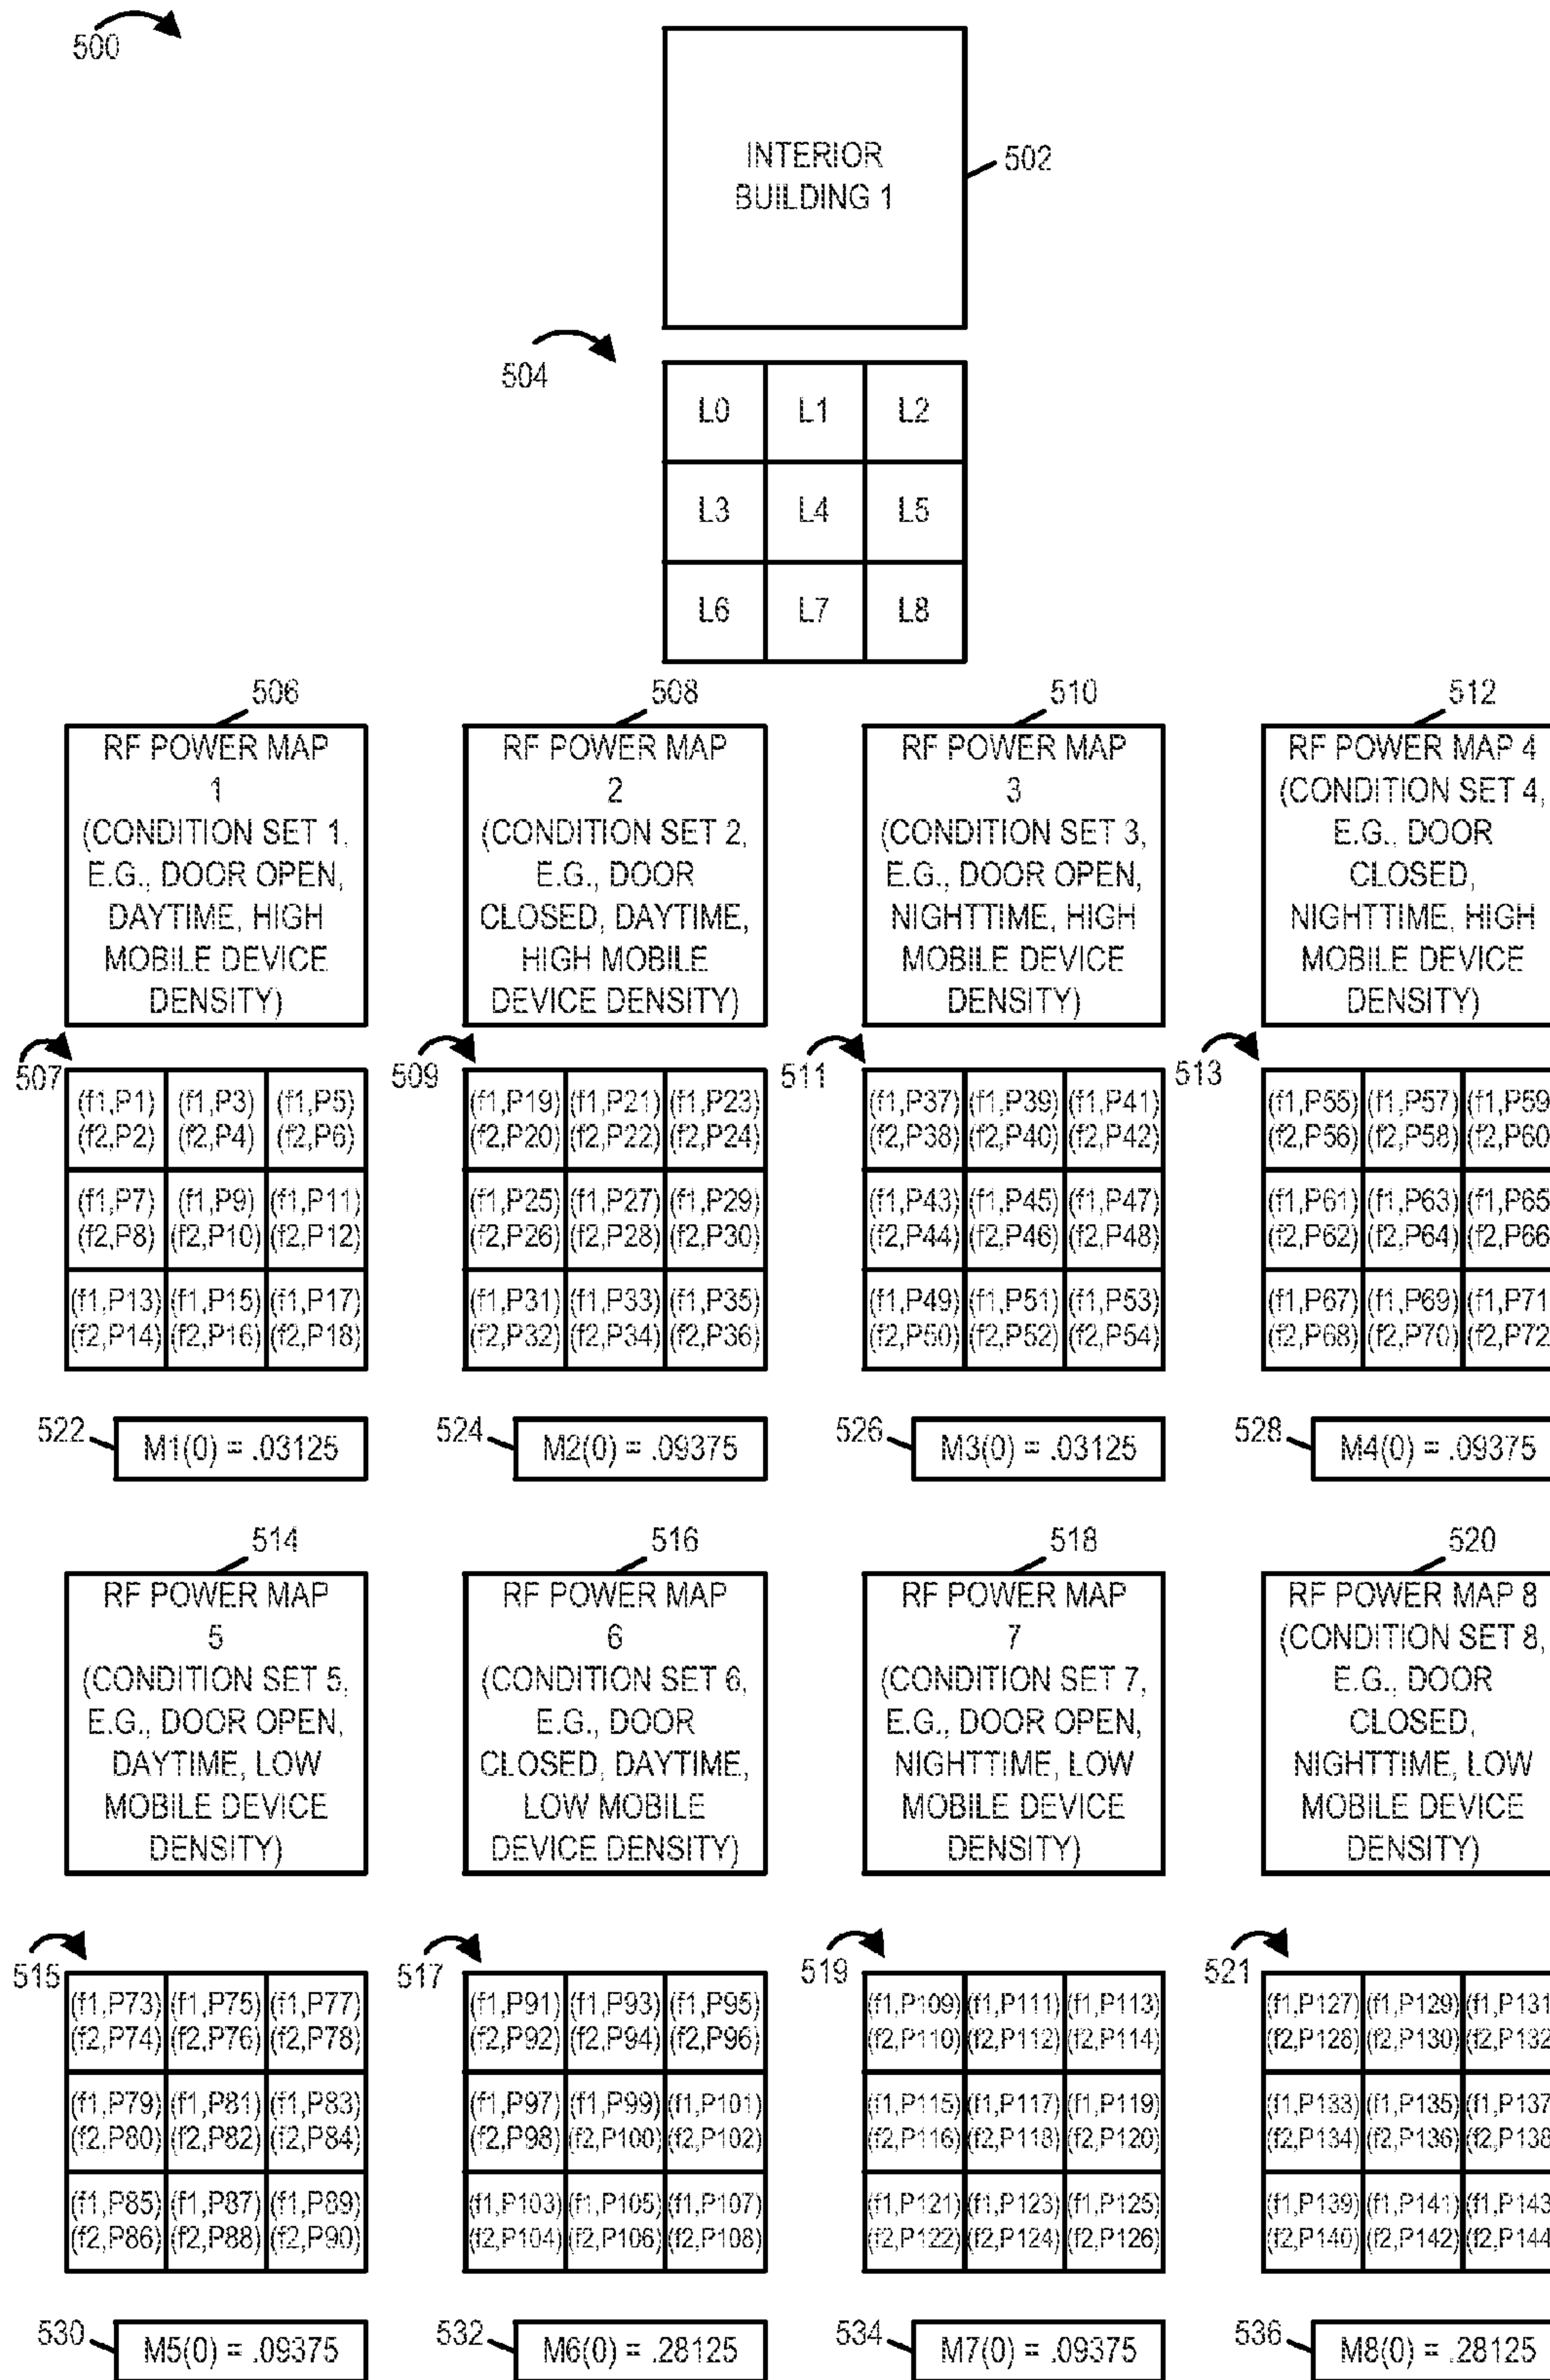 500
INTERIOR
BUILDING 1
502
504
L0 L1 L2
L3 L4 L5
L6 L7 L8
506 508 510 512
RF POWER MAP
1
(CONDITION SET 1,
E.G., DOOR OPEN,
DAYTIME, HIGH
MOBILE DEVICE
DENSITY)
RF POWER MAP
2
(CONDITION SET 2,
E.G., DOOR
CLOSED, DAYTIME,
HIGH MOBILE
DEVICE DENSITY)
RF POWER MAP
3
(CONDITION SET 3,
E.G., DOOR OPEN,
NIGHTTIME, HIGH
MOBILE DEVICE
DENSITY)
RF POWER MAP 4
(CONDITION SET 4,
E.G., DOOR
CLOSED,
NIGHTTIME, HIGH
MOBILE DEVICE
DENSITY)
507
(f1,P1) (f1,P3) (f1,P5)
(f2,P2) (f2,P4) (f2,P6)
(f1,P7) (f1,P9) (f1,P11)
(f2,P8) (f2,P10) (f2,P12)
(f1,P13) (f1,P15) (f1,P17)
(f2,P14) (f2,P16) (f2,P18)
509
(f1,P19) (f1,P21) (f1,P23)
(f2,P20) (f2,P22) (f2,P24)
(f1,P25) (f1,P27) (f1,P29)
(f2,P26) (f2,P28) (f2,P30)
(f1,P31) (f1,P33) (f1,P35)
(f2,P32) (f2,P34) (f2,P36)
511
(f1,P37) (f1,P39) (f1,P41)
(f2,P38) (f2,P40) (f2,P42)
(f1,P43) (f1,P45) (f1,P47)
(f2,P44) (f2,P46) (f2,P48)
(f1,P49) (f1,P51) (f1,P53)
(f2,P50) (f2,P52) (f2,P54)
513
(f1,P55) (f1,P57) (f1,P59
(f2,P56) (f2,P58) (f2,P60
(f1,P61) (f1,P63) (f1,P65
(f2,P62) (f2,P64) (f2,P66
(f1,P67) (f1,P69) (f1,P71
(f2,P68) (f2,P70) (f2,P72
522 M1(0) = .03125
524 M2(0) = .09375
526 M3(0) = .03125
528 M4(0) = .09375
514 516 518 520
RF POWER MAP
5
(CONDITION SET 5,
E.G., DOOR OPEN,
DAYTIME, LOW
MOBILE DEVICE
DENSITY)
RF POWER MAP
6
(CONDITION SET 6,
E.G., DOOR
CLOSED, DAYTIME,
LOW MOBILE
DEVICE DENSITY)
RF POWER MAP
7
(CONDITION SET 7,
E.G., DOOR OPEN,
NIGHTTIME, LOW
MOBILE DEVICE
DENSITY)
RF POWER MAP 8
(CONDITION SET 8,
E.G., DOOR
CLOSED,
NIGHTTIME, LOW
MOBILE DEVICE
DENSITY)
515
(f1,P73) (f1,P75) (f1,P77)
(f2,P74) (f2,P76) (f2,P78)
(f1,P79) (f1,P81) (f1,P83)
(f2,P80) (f2,P82) (f2,P84)
(f1,P85) (f1,P87) (f1,P89)
(f2,P86) (f2,P88) (f2,P90)
517
(f1,P91) (f1,P93) (f1,P95)
(f2,P92) (f2,P94) (f2,P96)
(f1,P97) (f1,P99) (f1,P101)
(f2,P98) (f2,P100) (f2,P102)
(f1,P103) (f1,P105) (f1,P107)
(f2,P104) (f2,P106) (f2,P108)
519
(f1,P109) (f1,P111) (f1,P113)
(f2,P110) (f2,P112) (f2,P114)
(f1,P115) (f1,P117) (f1,P119)
(f2,P116) (f2,P118) (f2,P120)
(f1,P121) (f1,P123) (f1,P125)
(f2,P122) (f2,P124) (f2,P126)
521
(f1,P127) (f1,P129) (f1,P131
(f2,P128) (f2,P130) (f2,P132
(f1,P133) (f1,P135) (f1,P137
(f2,P134) (f2,P136) (f2,P138
(f1,P139) (f1,P141) (f1,P143
(f2,P140) (f2,P142) (f2,P144
530 M5(0) = .09375
532 M6(0) = .28125
534 M7(0) = .09375
536 M8(0) = .28125